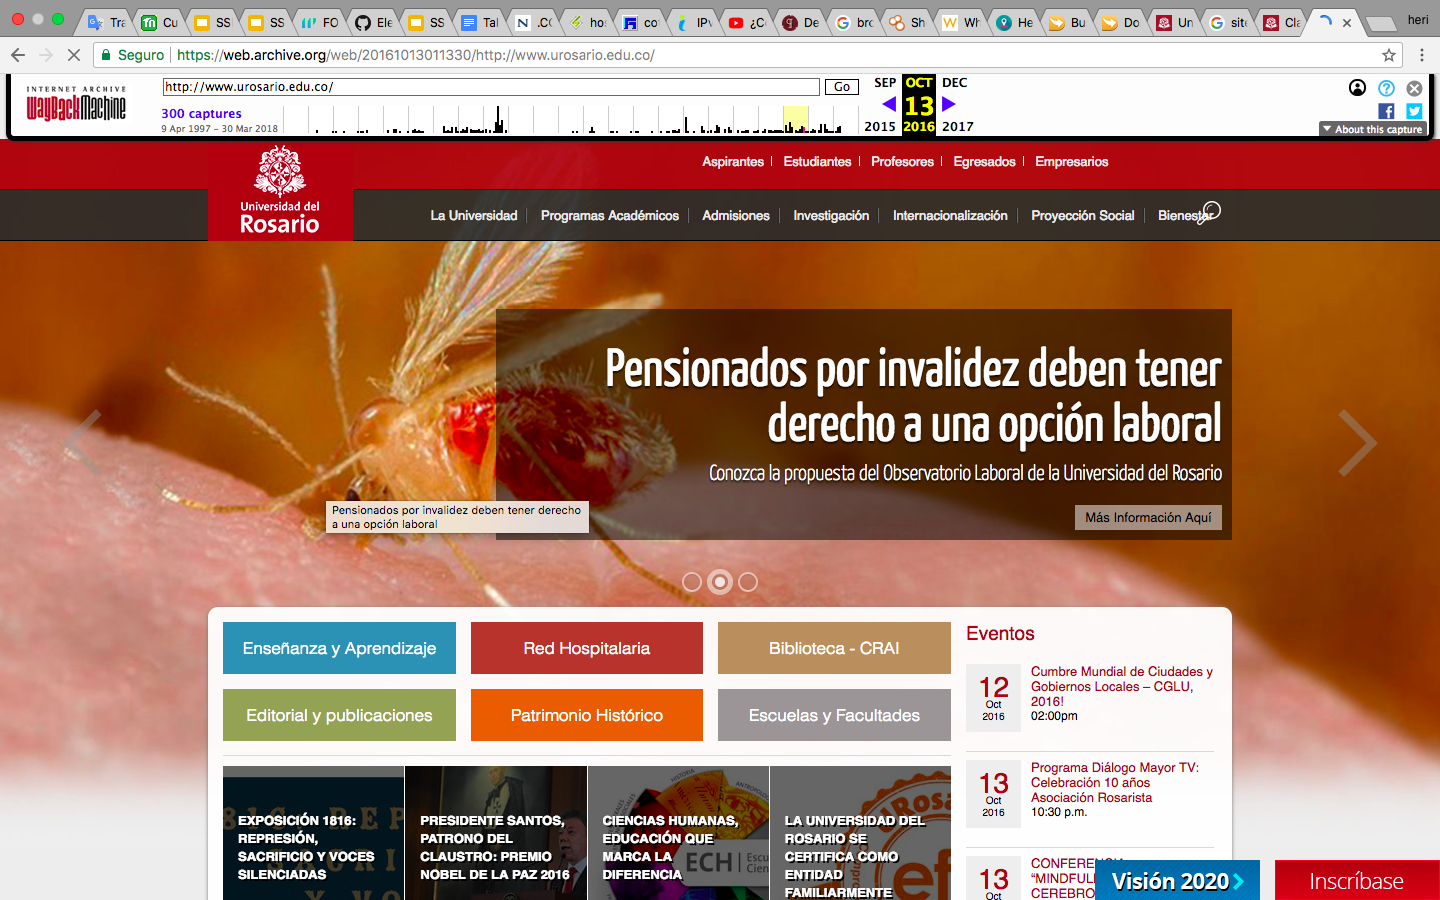 Tra
Cu
SS
SS
FO
Ele
SS
Tal
.CC
ho
co
IPv
¿C
De
bro
Sh
Wh
He
Bu
Do
Un
site
Cla
heri
Seguro
https://web.archive.org/web/20161013011330/http://www.urosario.edu.co/
INTERNET ARCHIVE
WayBackMachine
http://www.urosario.edu.co/
Go
SEP
OCT
DEC
300 captures
13
9 Apr 1997 – 30 Mar 2018
2015
2016
2017
About this capture
Aspirantes
Estudiantes
Profesores
Egresados
Empresarios
Universidad del
Rosario
La Universidad
Programas Académicos
Admisiones
Investigación
Internacionalización
Proyección Social
Bienestar
Pensionados por invalidez deben tener
derecho a una opción laboral
Conozca la propuesta del Observatorio Laboral de la Universidad del Rosario
Más Información Aquí
Pensionados por invalidez deben tener derecho
a una opción laboral
Enseñanza y Aprendizaje
Red Hospitalaria
Biblioteca - CRAI
Editorial y publicaciones
Patrimonio Histórico
Escuelas y Facultades
EXPOSICIÓN 1816:
REPRESIÓN,
SACRIFICIO Y VOCES
SILENCIADAS
PRESIDENTE SANTOS,
PATRONO DEL
CLAUSTRO: PREMIO
NOBEL DE LA PAZ 2016
CIENCIAS HUMANAS,
EDUCACIÓN QUE
MARCA LA
DIFERENCIA
ECH
LA UNIVERSIDAD DEL
ROSARIO SE
CERTIFICA COMO
ENTIDAD
FAMILIARMENTE
Eventos
12
Oct
2016
Cumbre Mundial de Ciudades y
Gobiernos Locales – CGLU,
2016!
02:00pm
13
Oct
2016
Programa Diálogo Mayor TV:
Celebración 10 años
Asociación Rosarista
10:30 p.m.
13
Oct
2016
CONFERENCIA
“MINDFUL
CEREBRO
Visión 2020
Inscríbase